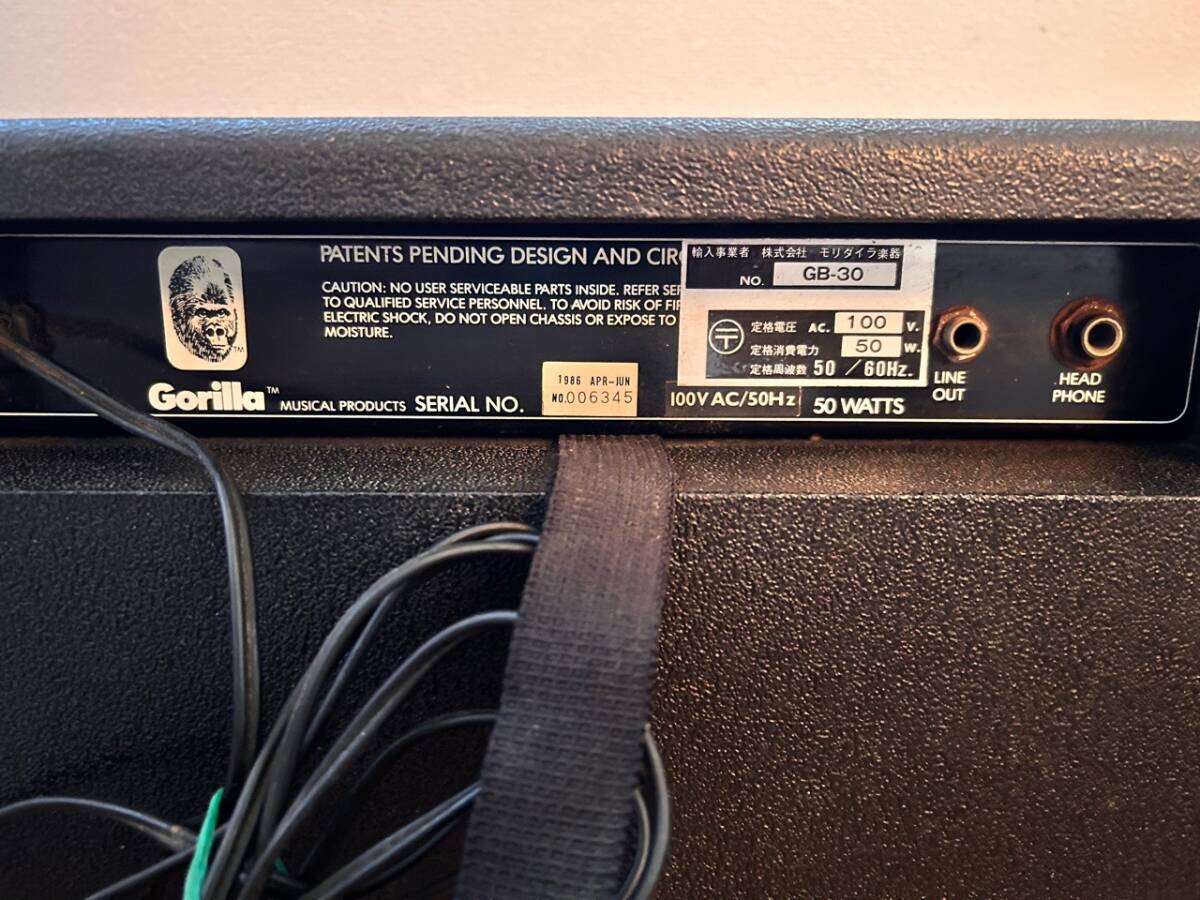 PATENTS PENDING DESIGN AND CIR
CAUTION: NO USER SERVICEABLE PARTS INSIDE. REFER SE
TO QUALIFIED SERVICE PERSONNEL. TO AVOID RISK OF FI
ELECTRIC SHOCK, DO NOT OPEN CHASSIS OR EXPOSE TO
MOISTURE.
TM
Gorilla™
MUSICAL PRODUCTS SERIAL NO.
1986 APR-JUN
NO.006345
輸入事業者 株式会社 モリダイラ楽器
NO. GB-30
〒
定格電圧 AC. 100 V.
定格消費電力 50 W.
定格周波数 50 / 60Hz.
100V AC/50Hz 50 WATTS
LINE
OUT
HEAD
PHONE